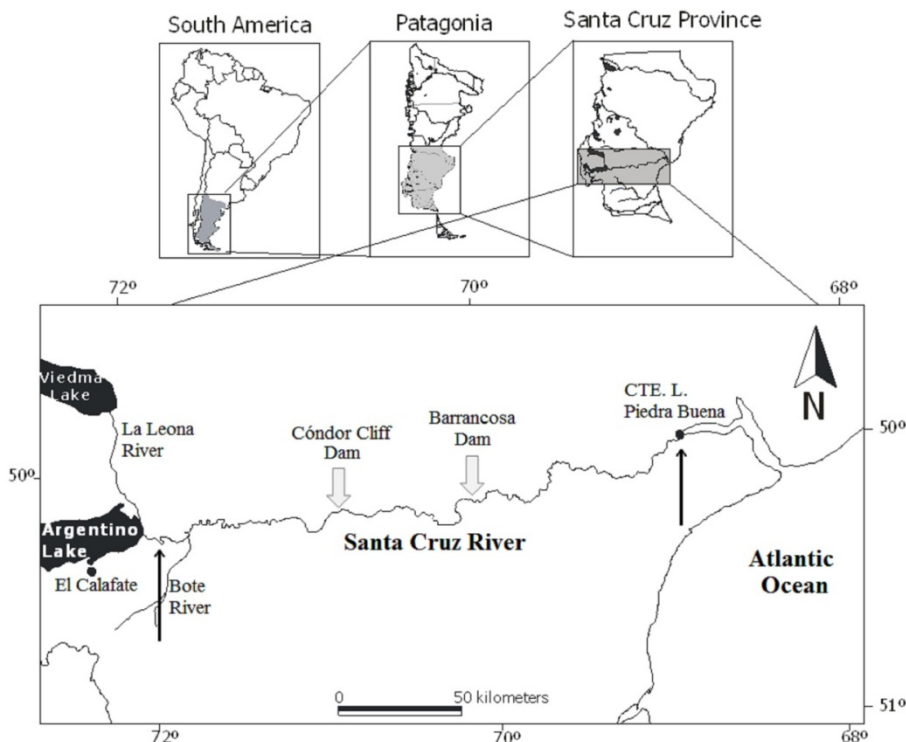 South America
Patagonia
Santa Cruz Province
72º
70º
68º
Viedma
Lake
La Leona
River
Cóndor Cliff
Dam
Barrancosa
Dam
CTE. L.
Piedra Buena
N
50º
50º
Argentino
Lake
Santa Cruz River
El Calafate
Bote
River
Atlantic
Ocean
0
50 kilometers
51º
72º
70º
68º